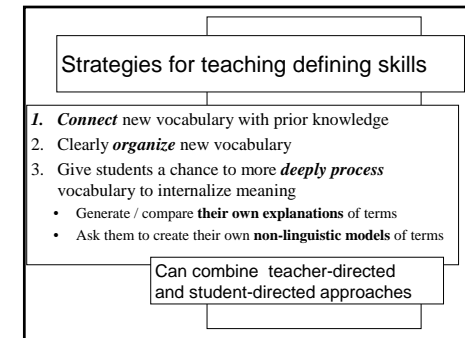 Strategies for teaching defining skills
1. Connect new vocabulary with prior knowledge
2. Clearly organize new vocabulary
3. Give students a chance to more deeply process
vocabulary to internalize meaning
• Generate / compare their own explanations of terms
• Ask them to create their own non-linguistic models of terms
Can combine teacher-directed
and student-directed approaches